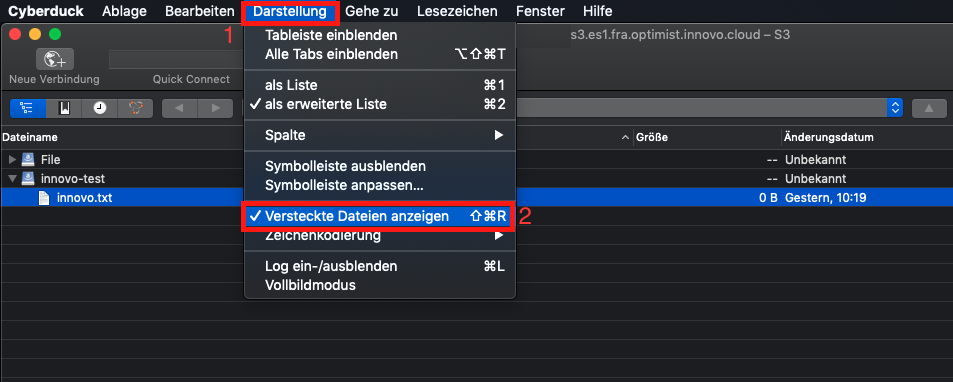 Cyberduck Ablage Bearbeiten Darstellung Gehe zu Lesezeichen Fenster Hilfe
1
s3.es1.fra.optimist.innovo.cloud – S3
Tableiste einblenden
Alle Tabs einblenden ⌥⇧⌘T
Neue Verbindung Quick Connect
als Liste ⌘1
✓ als erweiterte Liste ⌘2
Spalte ▶
Dateiname Größe Änderungsdatum
File -- Unbekannt
Symbolleiste ausblenden
innovo-test -- Unbekannt
Symbolleiste anpassen...
innovo.txt 0 B Gestern, 10:19
✓ Versteckte Dateien anzeigen ⇧⌘R 2
Zeichenkodierung ▶
Log ein-/ausblenden ⌘L
Vollbildmodus